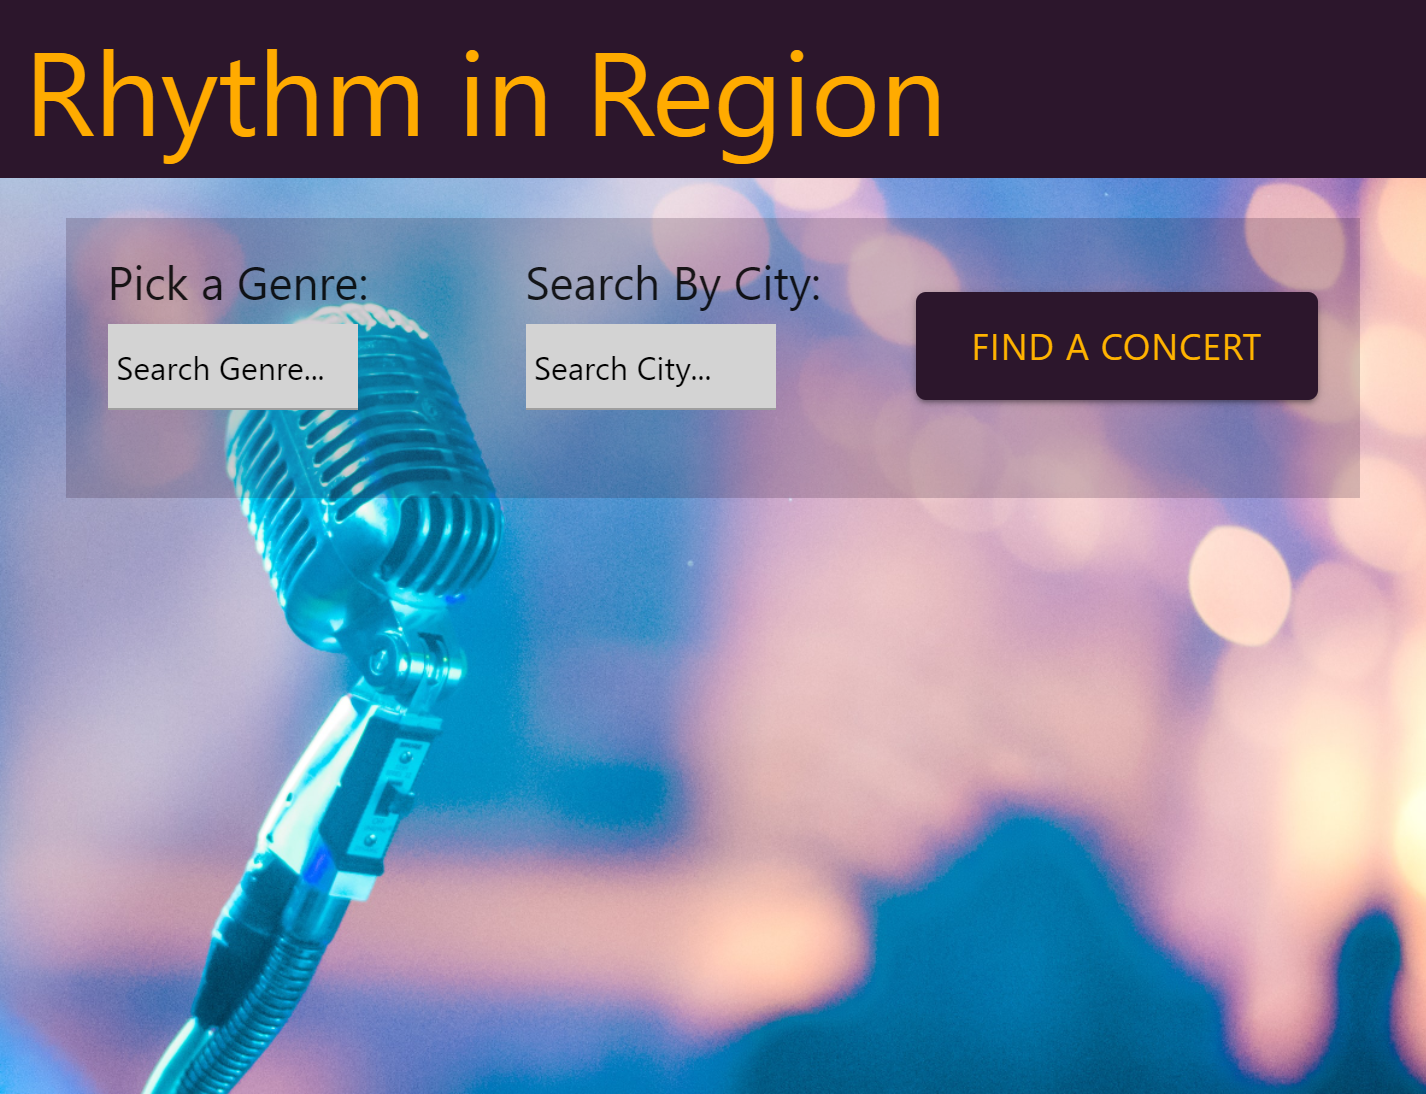 Rhythm in Region
Pick a Genre:
Search Genre...
Search By City:
Search City...
FIND A CONCERT